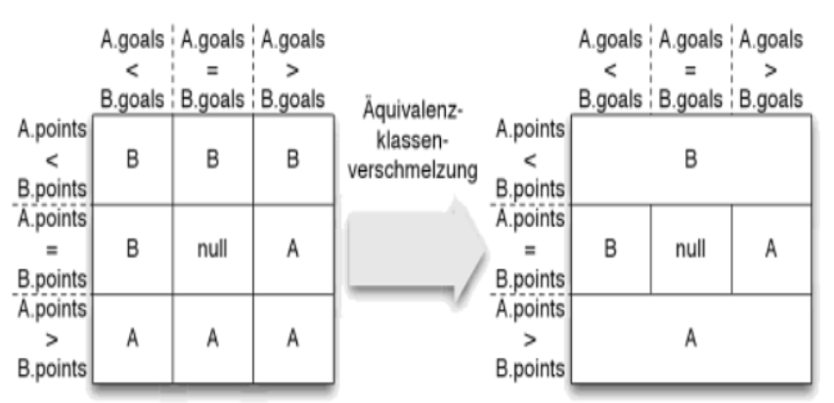 A.goals A.goals A.goals
< = >
B.goals B.goals B.goals
A.points
<
B.points
B B B
A.points
=
B.points
B null A
A.points
>
B.points
A A A
Äquivalenz-
klassen-
verschmelzung
A.goals A.goals A.goals
< = >
B.goals B.goals B.goals
A.points
<
B.points
B
A.points
=
B.points
B null A
A.points
>
B.points
A